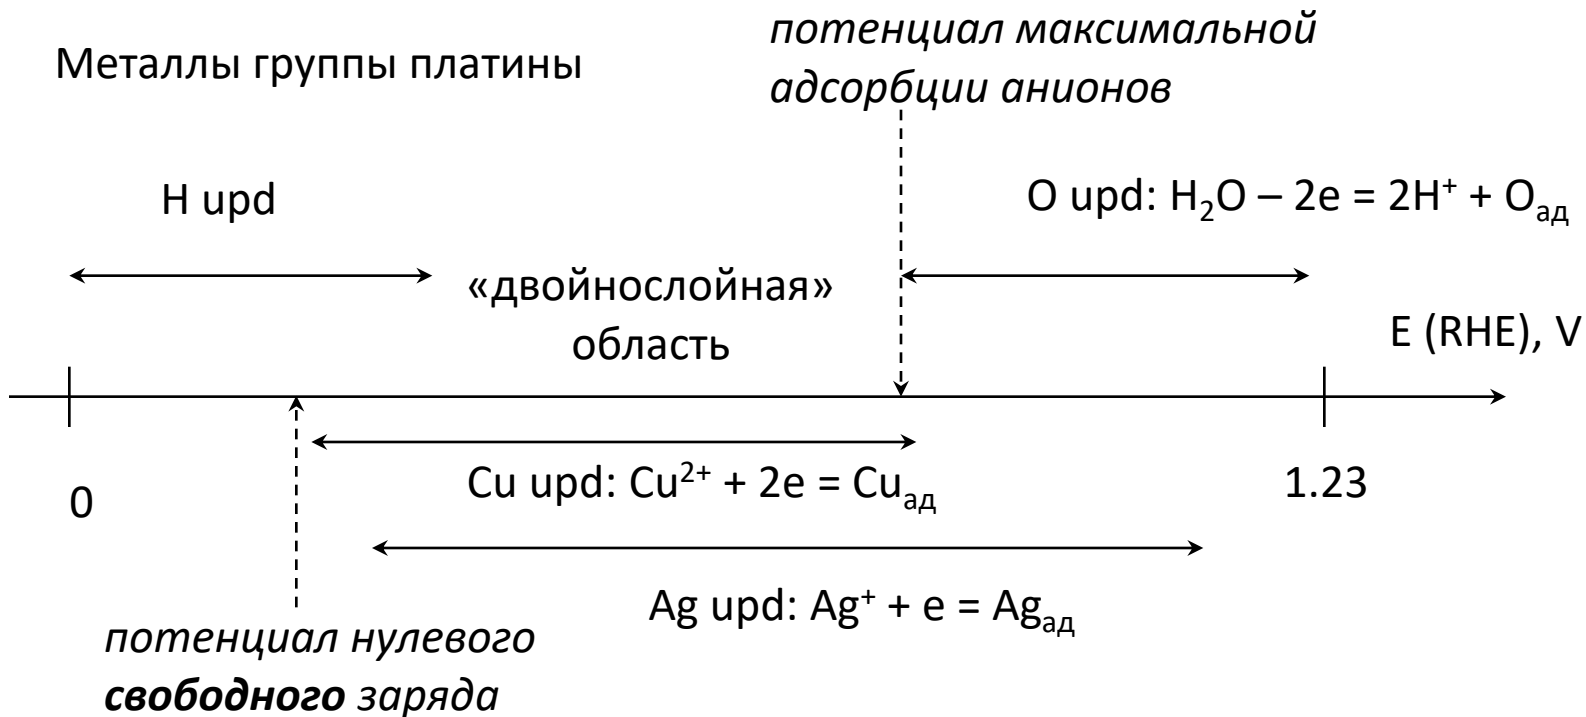 Металлы группы платины
потенциал максимальной
адсорбции анионов
H upd
O upd: H₂O – 2e = 2H⁺ + Oад
«двойнослойная»
область
E (RHE), V
0
Cu upd: Cu²⁺ + 2e = Cuад
1.23
Ag upd: Ag⁺ + e = Agад
потенциал нулевого
свободного заряда